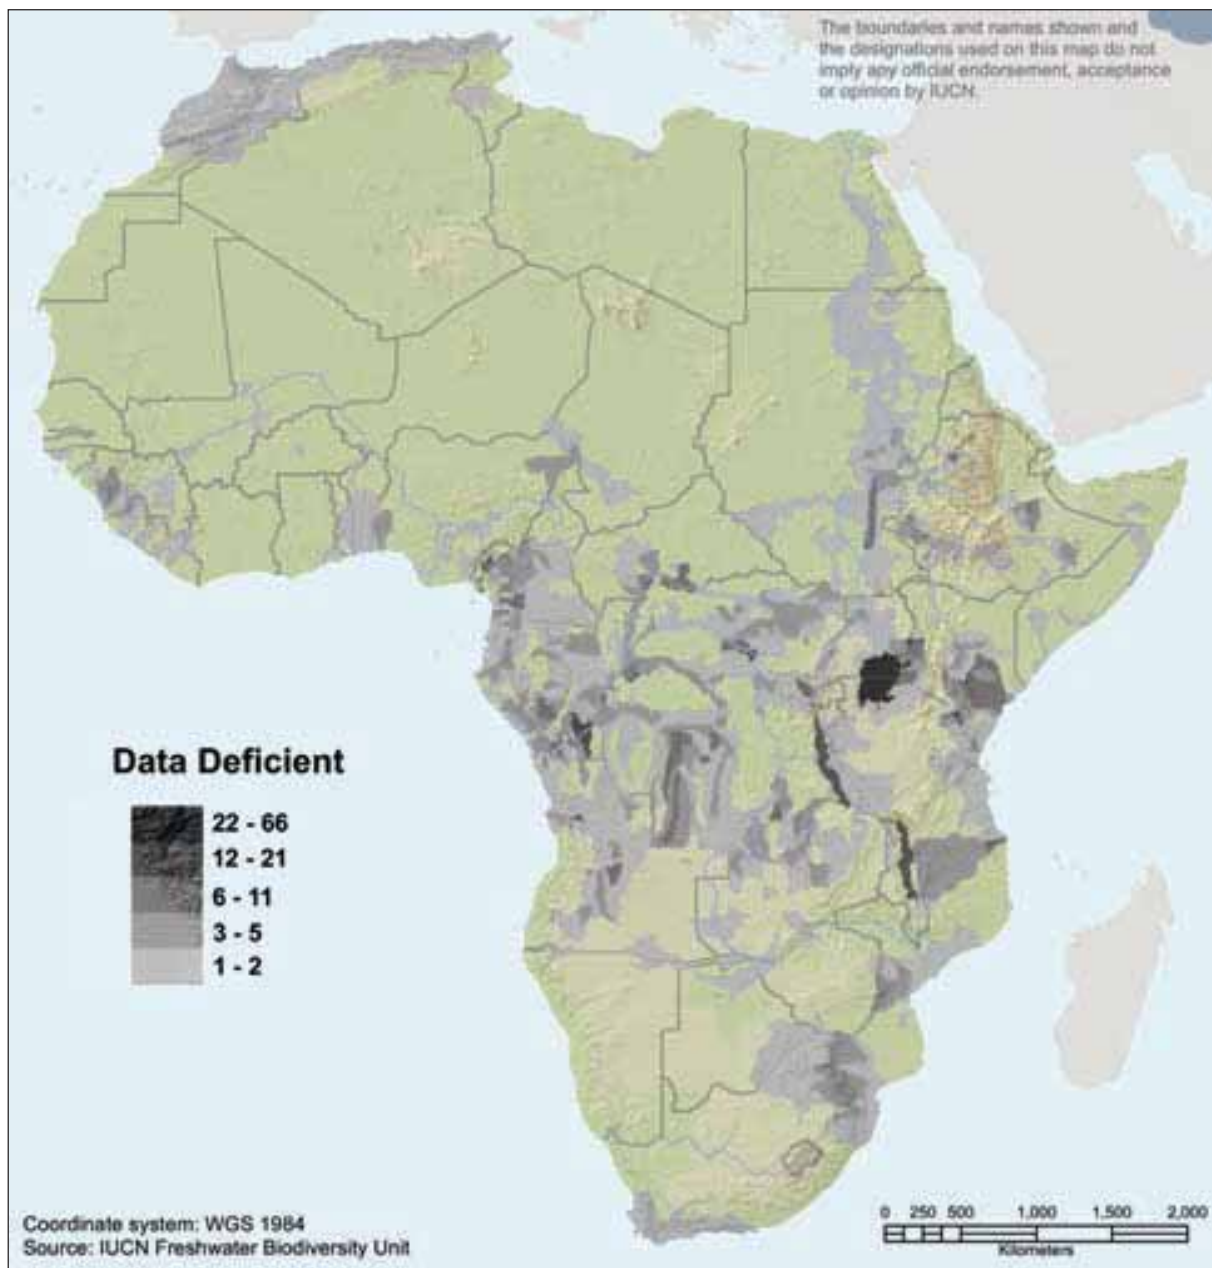 The boundaries and names shown and
the designations used on this map do not
imply any official endorsement, acceptance
or opinion by IUCN.
Data Deficient
22 - 66
12 - 21
6 - 11
3 - 5
1 - 2
Coordinate system: WGS 1984
Source: IUCN Freshwater Biodiversity Unit
0 250 500 1,000 1,500 2,000
Kilometers